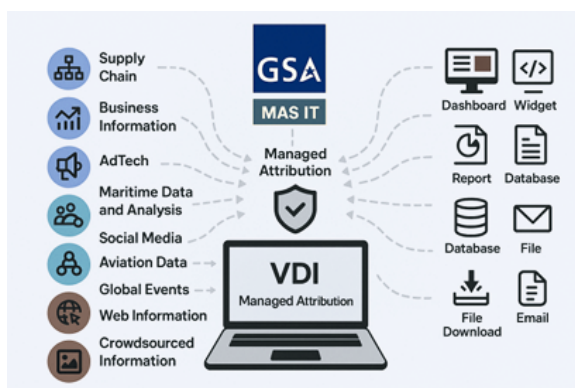 Supply
Chain
Business
Information
AdTech
Maritime Data
and Analysis
Social Media
Aviation Data
Global Events
Web Information
Crowdsourced
Information
GSA
MAS IT
Managed
Attribution
VDI
Managed Attribution
Dashboard
Widget
Report
Database
Database
File
File
Download
Email